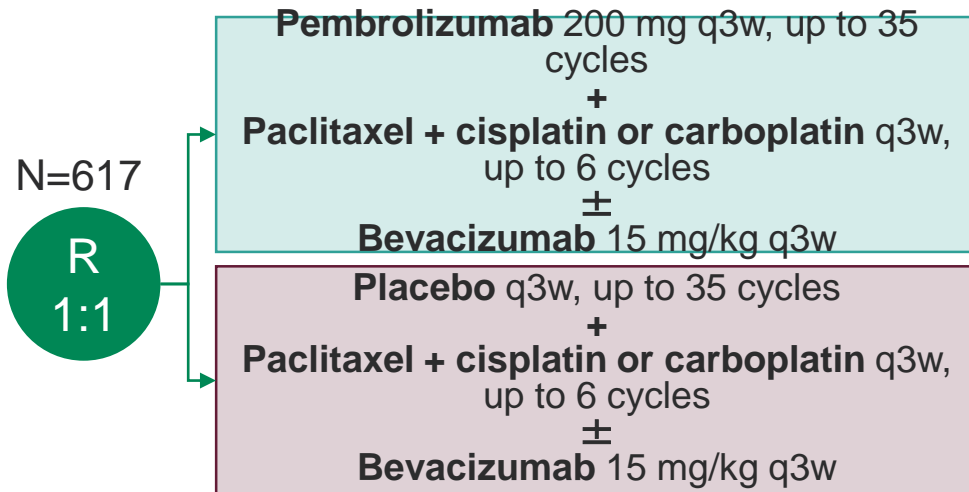 Pembrolizumab 200 mg q3w, up to 35
cycles
+
Paclitaxel + cisplatin or carboplatin q3w,
up to 6 cycles
±
Bevacizumab 15 mg/kg q3w
N=617
R
1:1
Placebo q3w, up to 35 cycles
+
Paclitaxel + cisplatin or carboplatin q3w,
up to 6 cycles
±
Bevacizumab 15 mg/kg q3w